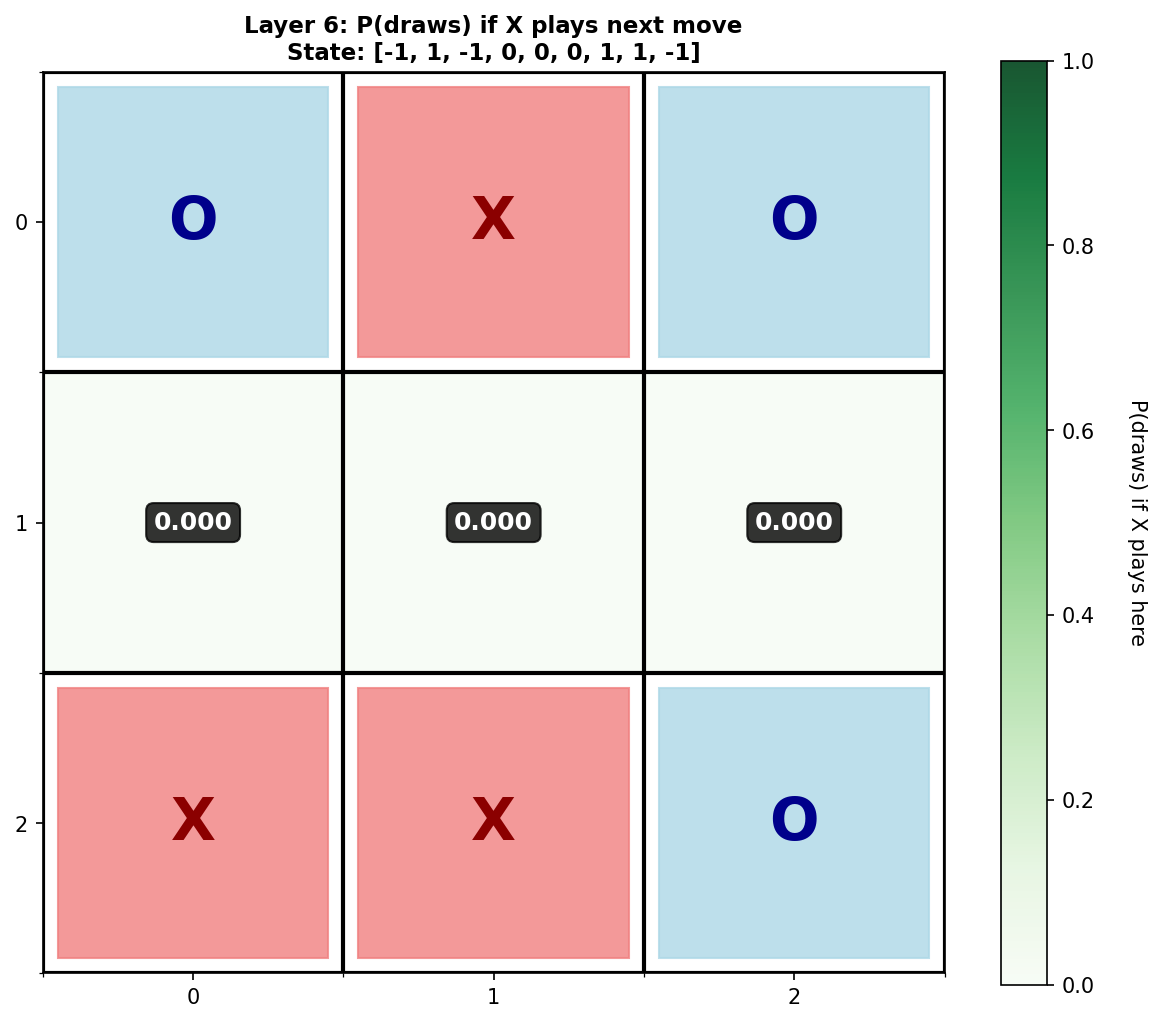 Layer 6: P(draws) if X plays next move
State: [-1, 1, -1, 0, 0, 0, 1, 1, -1]
O X O
0.000 0.000 0.000
X X O
0
1
2
0 1 2
1.0
0.8
0.6
0.4
0.2
0.0
P(draws) if X plays here